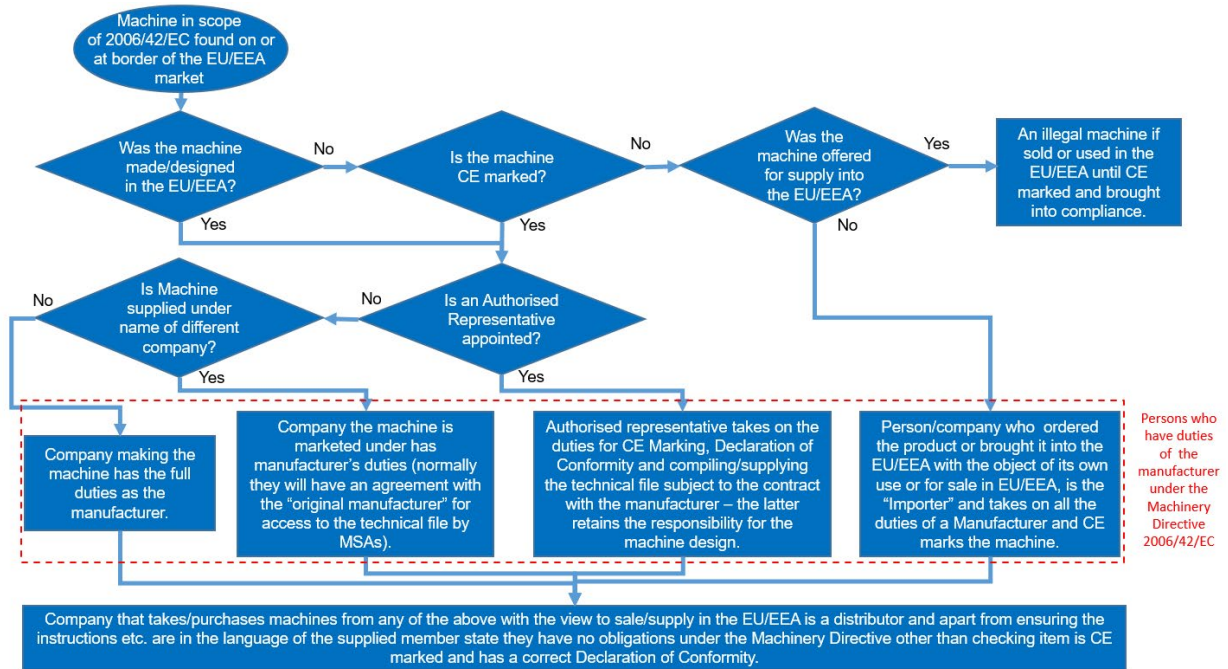 Machine in scope
of 2006/42/EC found on or
at border of the EU/EEA
market
Was the machine
made/designed
in the EU/EEA?
No
Is the machine
CE marked?
No
Was the
machine offered
for supply into
the EU/EEA?
Yes
An illegal machine if
sold or used in the
EU/EEA until CE
marked and brought
into compliance.
Yes
Yes
No
No
Is Machine
supplied under
name of different
company?
No
Is an Authorised
Representative
appointed?
Yes
Yes
Company making the
machine has the full
duties as the
manufacturer.
Company the machine is
marketed under has
manufacturer's duties (normally
they will have an agreement with
the “original manufacturer” for
access to the technical file by
MSAs).
Authorised representative takes on the
duties for CE Marking, Declaration of
Conformity and compiling/supplying
the technical file subject to the contract
with the manufacturer – the latter
retains the responsibility for the
machine design.
Person/company who ordered
the product or brought it into the
EU/EEA with the object of its own
use or for sale in EU/EEA, is the
“Importer” and takes on all the
duties of a Manufacturer and CE
marks the machine.
Persons who
have duties
of the
manufacturer
under the
Machinery
Directive
2006/42/EC
Company that takes/purchases machines from any of the above with the view to sale/supply in the EU/EEA is a distributor and apart from ensuring the
instructions etc. are in the language of the supplied member state they have no obligations under the Machinery Directive other than checking item is CE
marked and has a correct Declaration of Conformity.